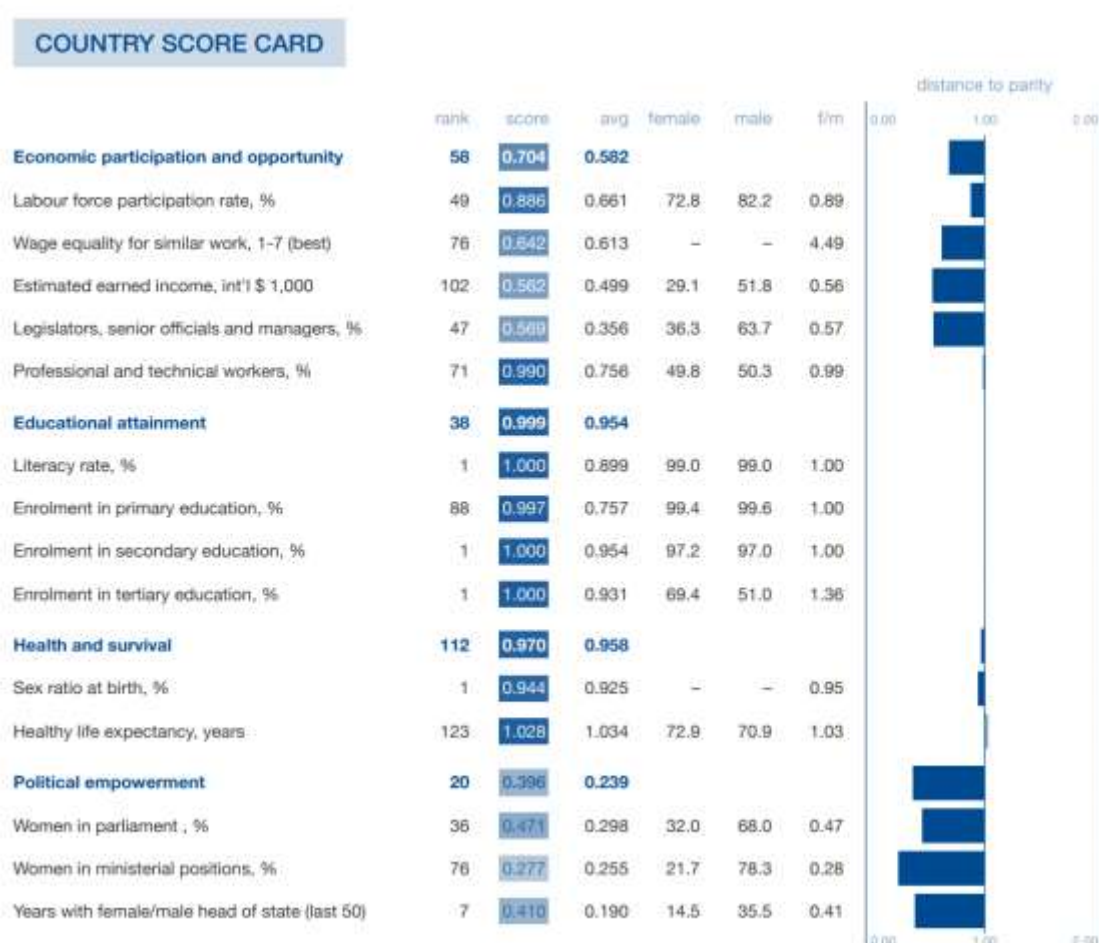 COUNTRY SCORE CARD
distance to parity
rank score avg female male f/m 0.00 1.00 2.00
Economic participation and opportunity 58 0.704 0.582
Labour force participation rate, % 49 0.886 0.661 72.8 82.2 0.89
Wage equality for similar work, 1-7 (best) 76 0.642 0.613 – – 4.49
Estimated earned income, int'l $ 1,000 102 0.562 0.499 29.1 51.8 0.56
Legislators, senior officials and managers, % 47 0.569 0.356 36.3 63.7 0.57
Professional and technical workers, % 71 0.990 0.756 49.8 50.3 0.99
Educational attainment 38 0.999 0.954
Literacy rate, % 1 1.000 0.899 99.0 99.0 1.00
Enrolment in primary education, % 88 0.997 0.757 99.4 99.6 1.00
Enrolment in secondary education, % 1 1.000 0.954 97.2 97.0 1.00
Enrolment in tertiary education, % 1 1.000 0.931 69.4 51.0 1.36
Health and survival 112 0.970 0.958
Sex ratio at birth, % 1 0.944 0.925 – – 0.95
Healthy life expectancy, years 123 1.028 1.034 72.9 70.9 1.03
Political empowerment 20 0.396 0.239
Women in parliament , % 36 0.471 0.298 32.0 68.0 0.47
Women in ministerial positions, % 76 0.277 0.255 21.7 78.3 0.28
Years with female/male head of state (last 50) 7 0.410 0.190 14.5 35.5 0.41
0.00 1.00 2.00